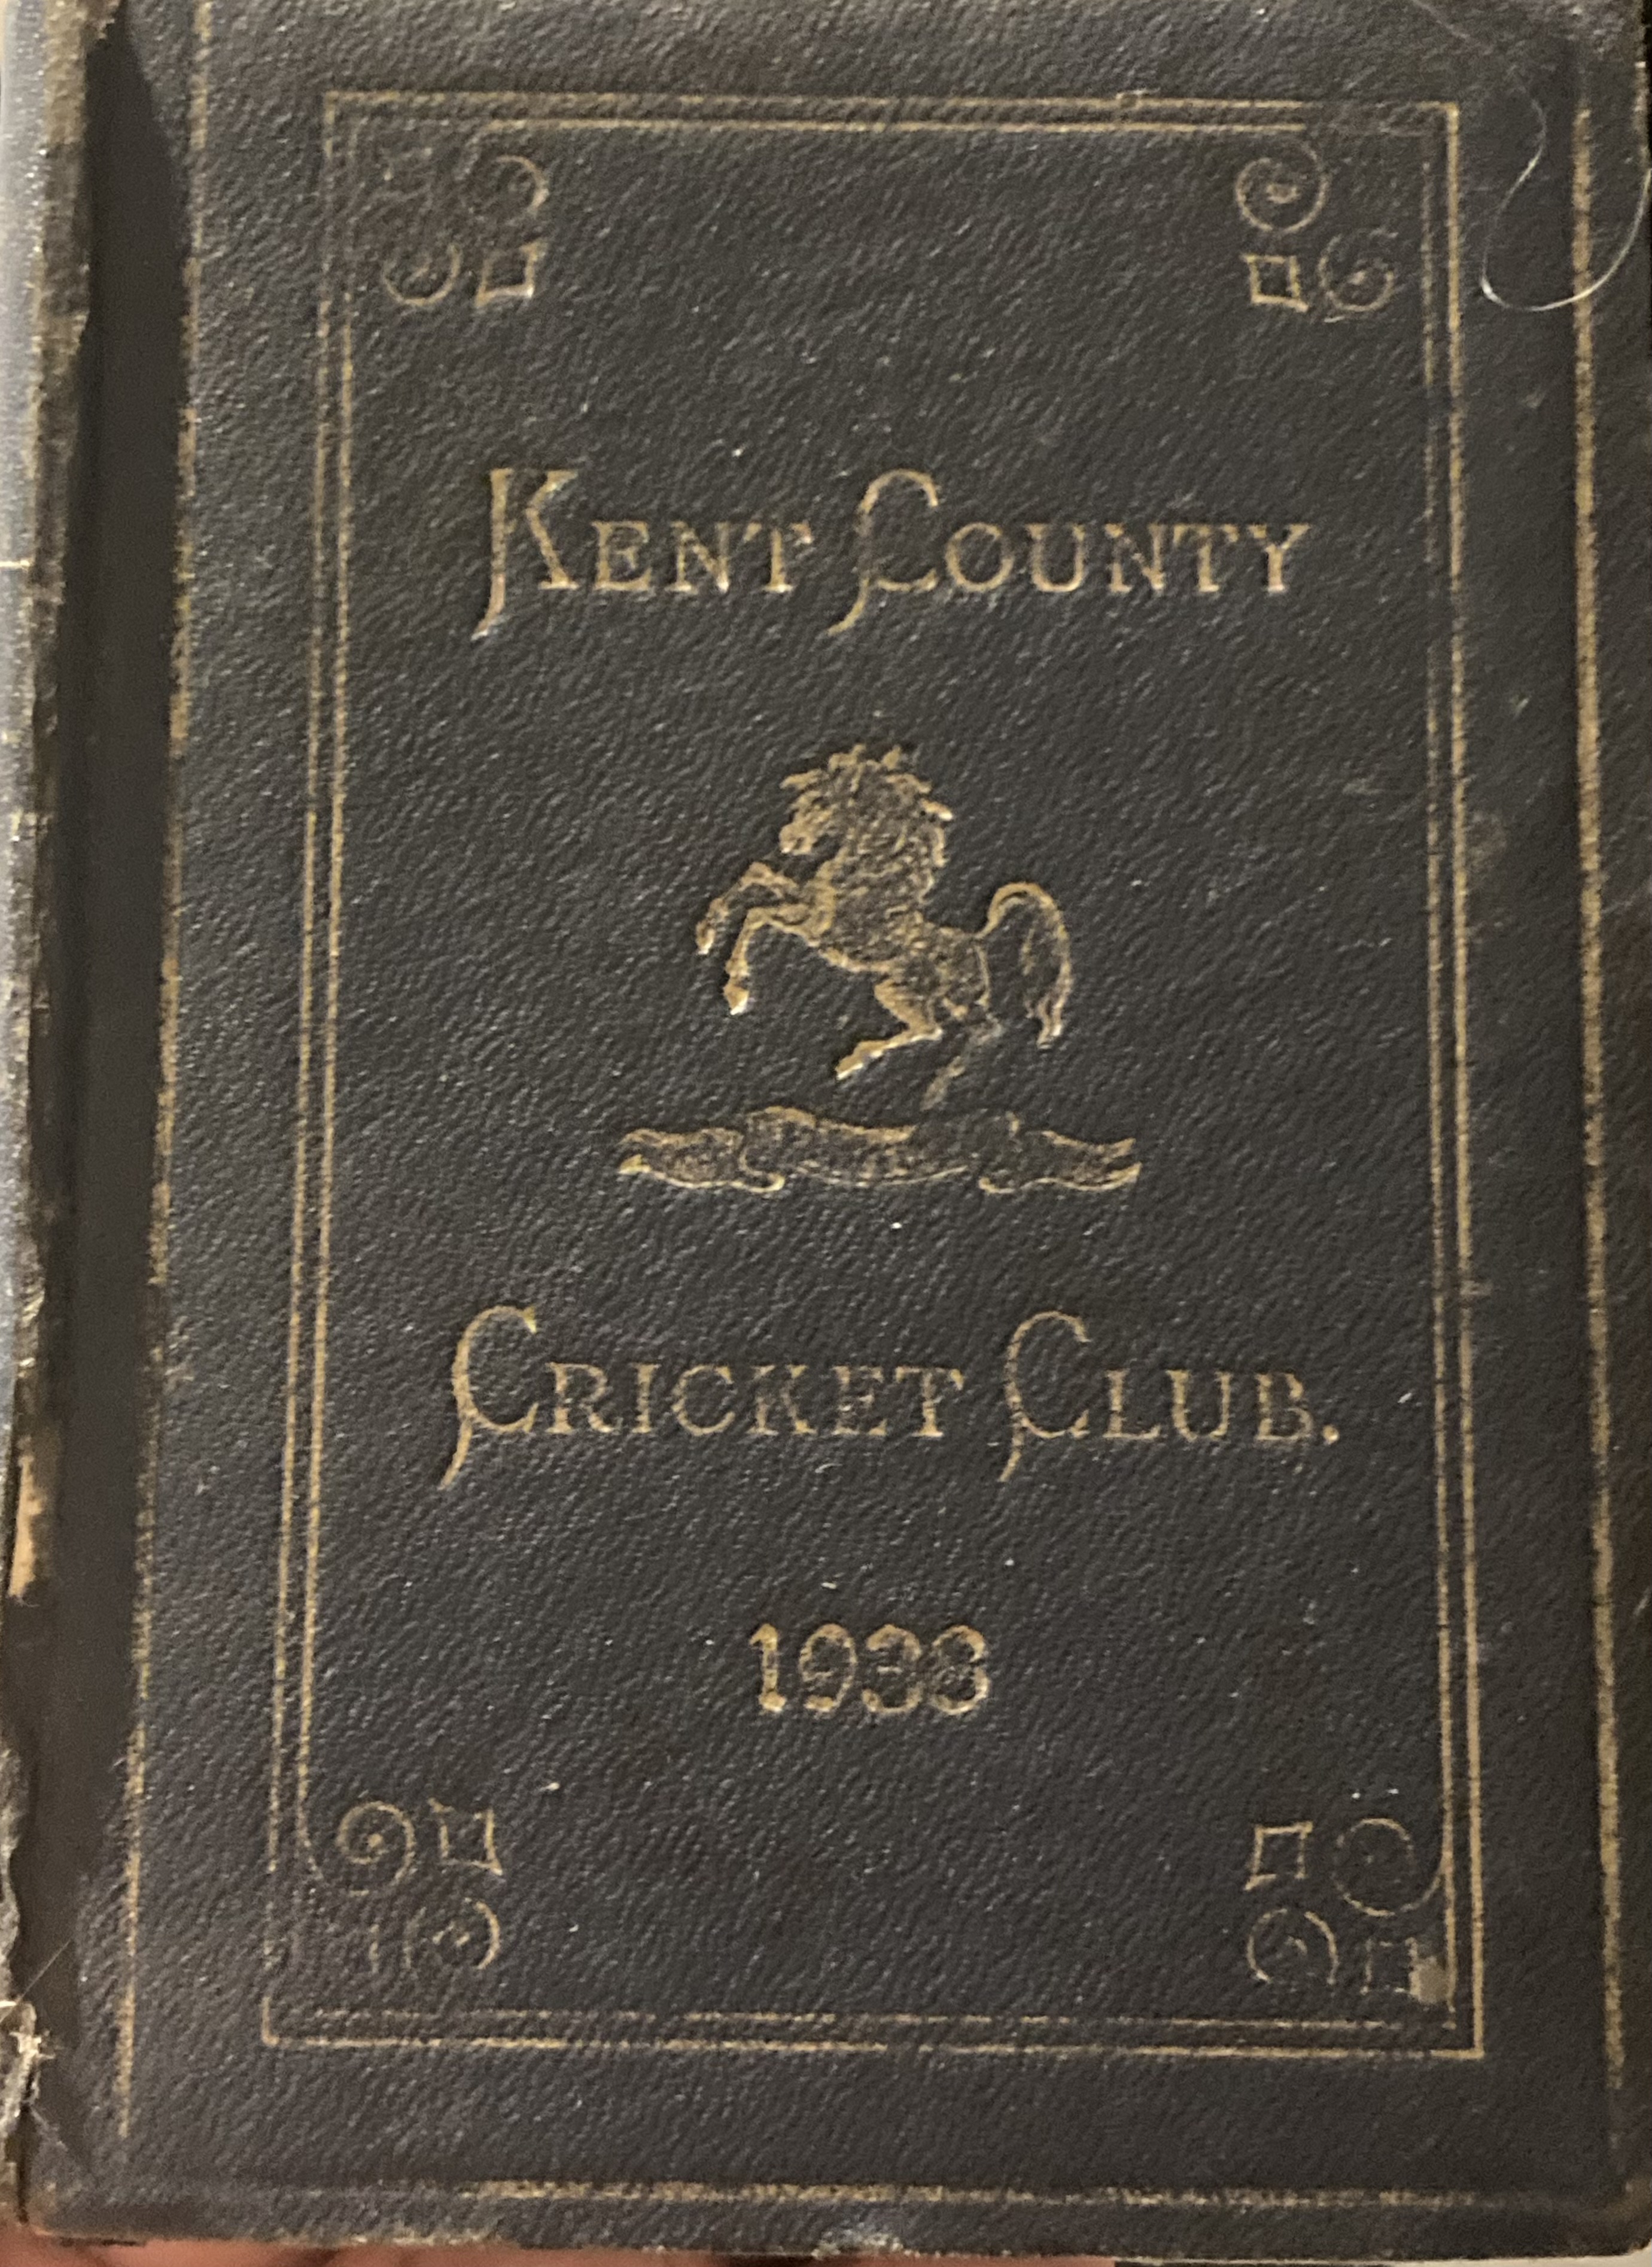 KENT COUNTY
CRICKET CLUB.
1938